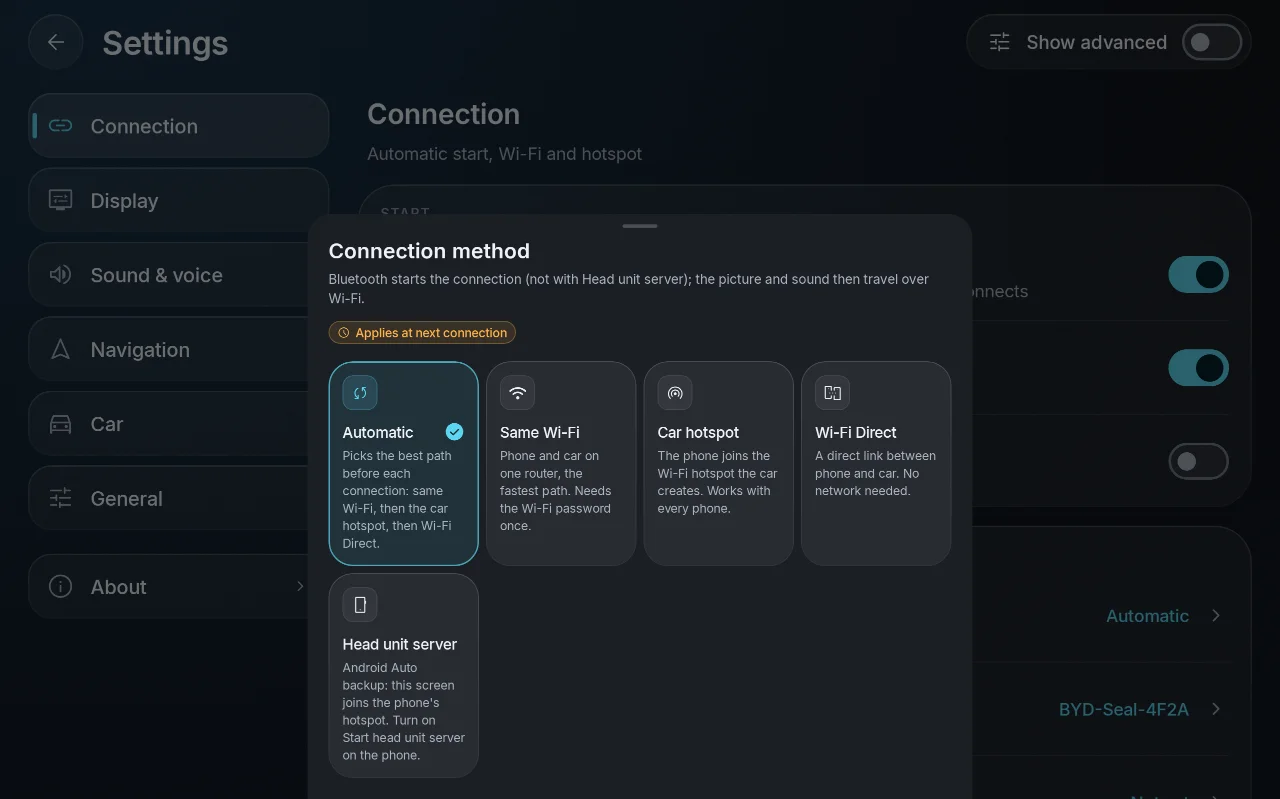 Settings
Show advanced
Connection
Display
Sound & voice
Navigation
Car
General
About
Connection
Automatic start, Wi-Fi and hotspot
START
onnects
Automatic
BYD-Seal-4F2A
Connection method
Bluetooth starts the connection (not with Head unit server); the picture and sound then travel over
Wi-Fi.
Applies at next connection
Automatic
Picks the best path
before each
connection: same
Wi-Fi, then the car
hotspot, then Wi-Fi
Direct.
Same Wi-Fi
Phone and car on
one router, the
fastest path. Needs
the Wi-Fi password
once.
Car hotspot
The phone joins the
Wi-Fi hotspot the car
creates. Works with
every phone.
Wi-Fi Direct
A direct link between
phone and car. No
network needed.
Head unit server
Android Auto
backup: this screen
joins the phone's
hotspot. Turn on
Start head unit server
on the phone.